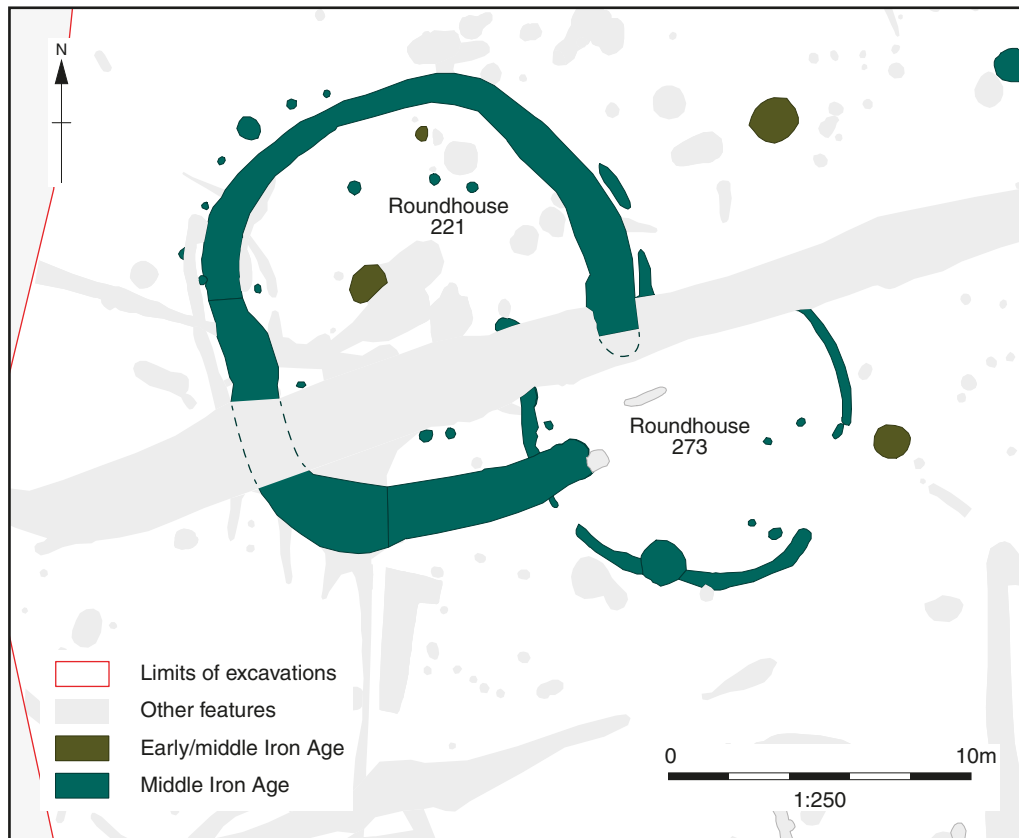 N
Roundhouse
221
Roundhouse
273
Limits of excavations
Other features
Early/middle Iron Age
Middle Iron Age
0 10m
1:250